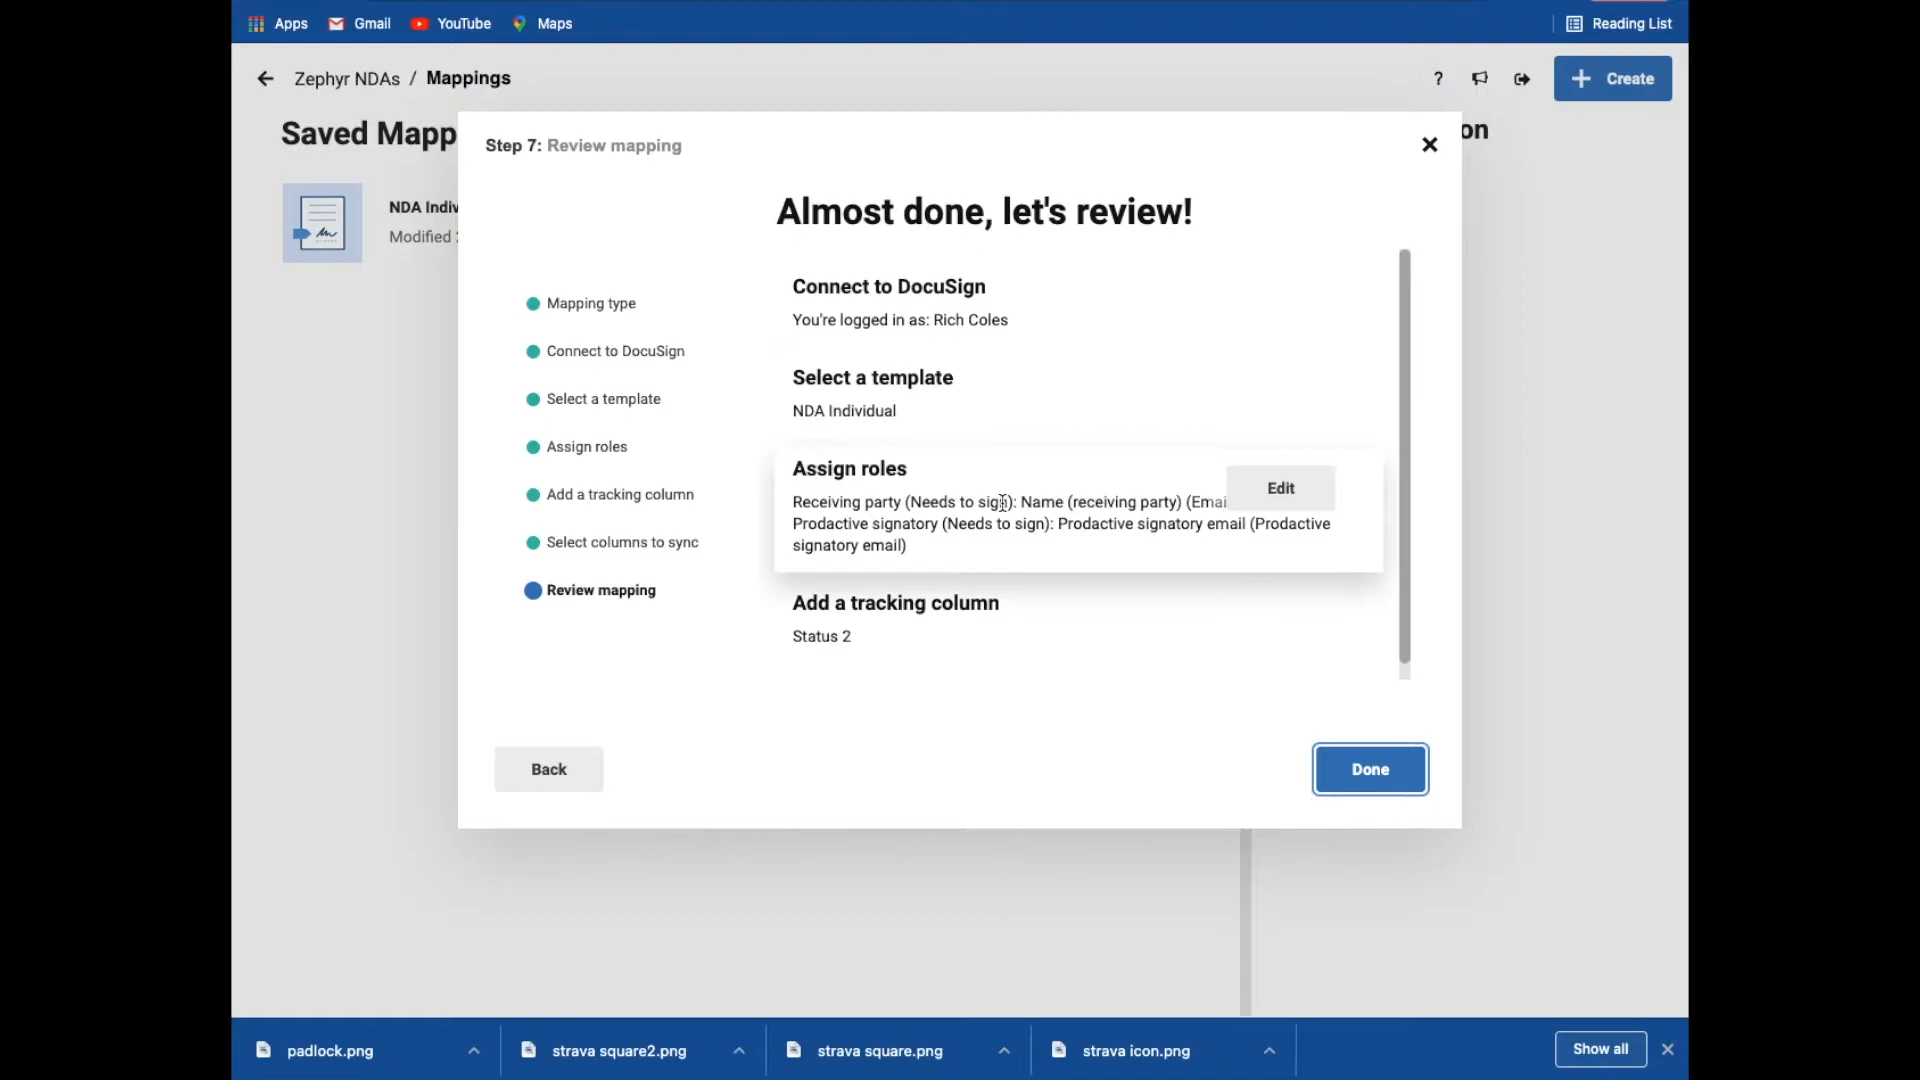 Apps Gmail YouTube Maps Reading List
Zephyr NDAs / Mappings ? Create
Saved Mapp on
Step 7: Review mapping
NDA Indiv
Modified
Almost done, let's review!
Mapping type
Connect to DocuSign
Select a template
Assign roles
Add a tracking column
Select columns to sync
Review mapping
Connect to DocuSign
You're logged in as: Rich Coles
Select a template
NDA Individual
Assign roles
Edit
Receiving party (Needs to sign): Name (receiving party) (Emai
Prodactive signatory (Needs to sign): Prodactive signatory email (Prodactive
signatory email)
Add a tracking column
Status 2
Back Done
padlock.png strava square2.png strava square.png strava icon.png Show all